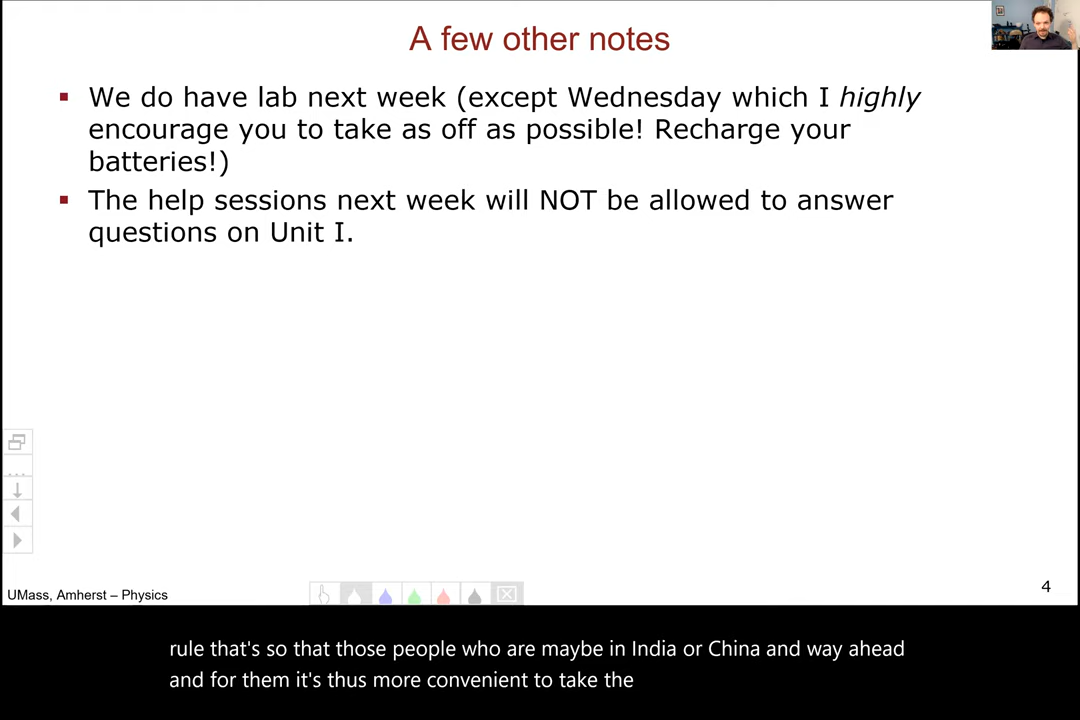 A few other notes
▪ We do have lab next week (except Wednesday which I highly
encourage you to take as off as possible! Recharge your
batteries!)
▪ The help sessions next week will NOT be allowed to answer
questions on Unit I.
UMass, Amherst – Physics
4
rule that's so that those people who are maybe in India or China and way ahead
and for them it's thus more convenient to take the